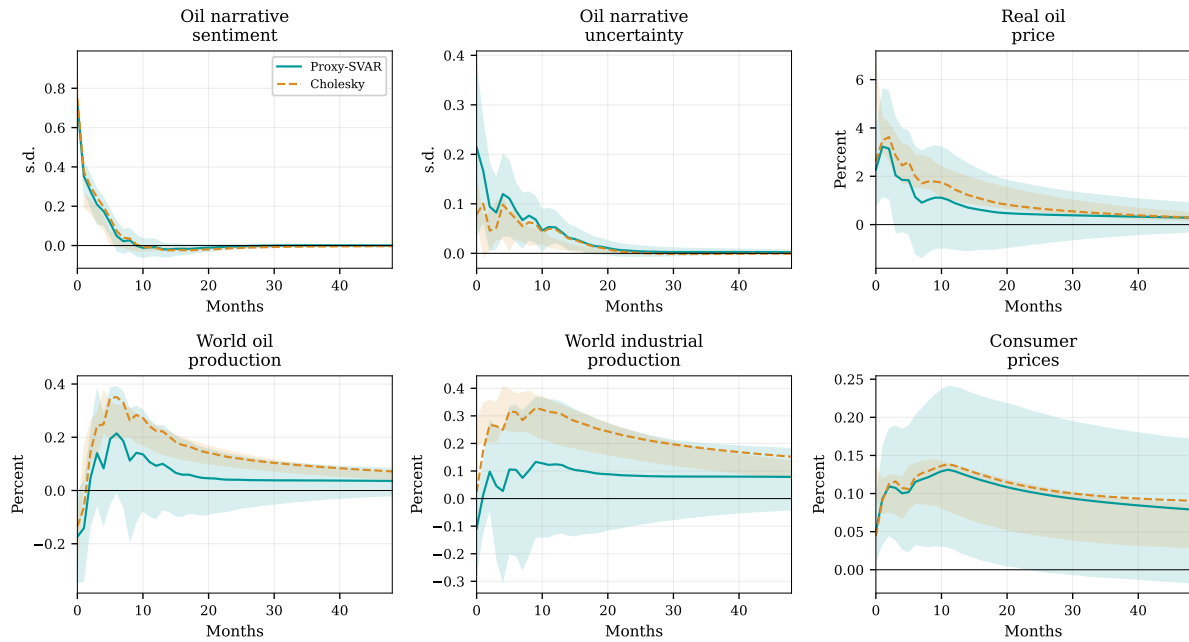 Oil narrative
sentiment
0.8
0.6
0.4
0.2
0.0
s.d.
Proxy-SVAR
Cholesky
0 10 20 30 40
Months
Oil narrative
uncertainty
0.4
0.3
0.2
0.1
0.0
s.d.
0 10 20 30 40
Months
Real oil
price
6
4
2
0
Percent
0 10 20 30 40
Months
World oil
production
0.4
0.2
0.0
−0.2
Percent
0 10 20 30 40
Months
World industrial
production
0.4
0.3
0.2
0.1
0.0
−0.1
−0.2
−0.3
Percent
0 10 20 30 40
Months
Consumer
prices
0.25
0.20
0.15
0.10
0.05
0.00
Percent
0 10 20 30 40
Months